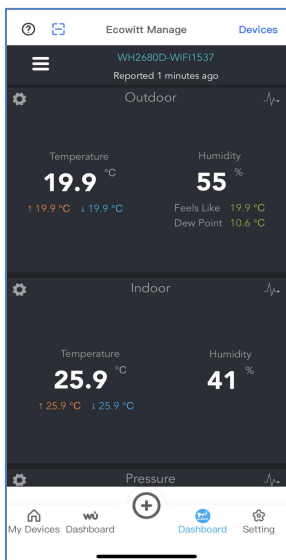 Ecowitt Manage Devices
WH2680D-WIFI1537
Reported 1 minutes ago
Outdoor
Temperature Humidity
19.9 °C 55 %
↑ 19.9 °C ↓ 19.9 °C
Feels Like 19.9 °C
Dew Point 10.6 °C
Indoor
Temperature Humidity
25.9 °C 41 %
↑ 25.9 °C ↓ 25.9 °C
Pressure
My Devices Dashboard Dashboard Setting